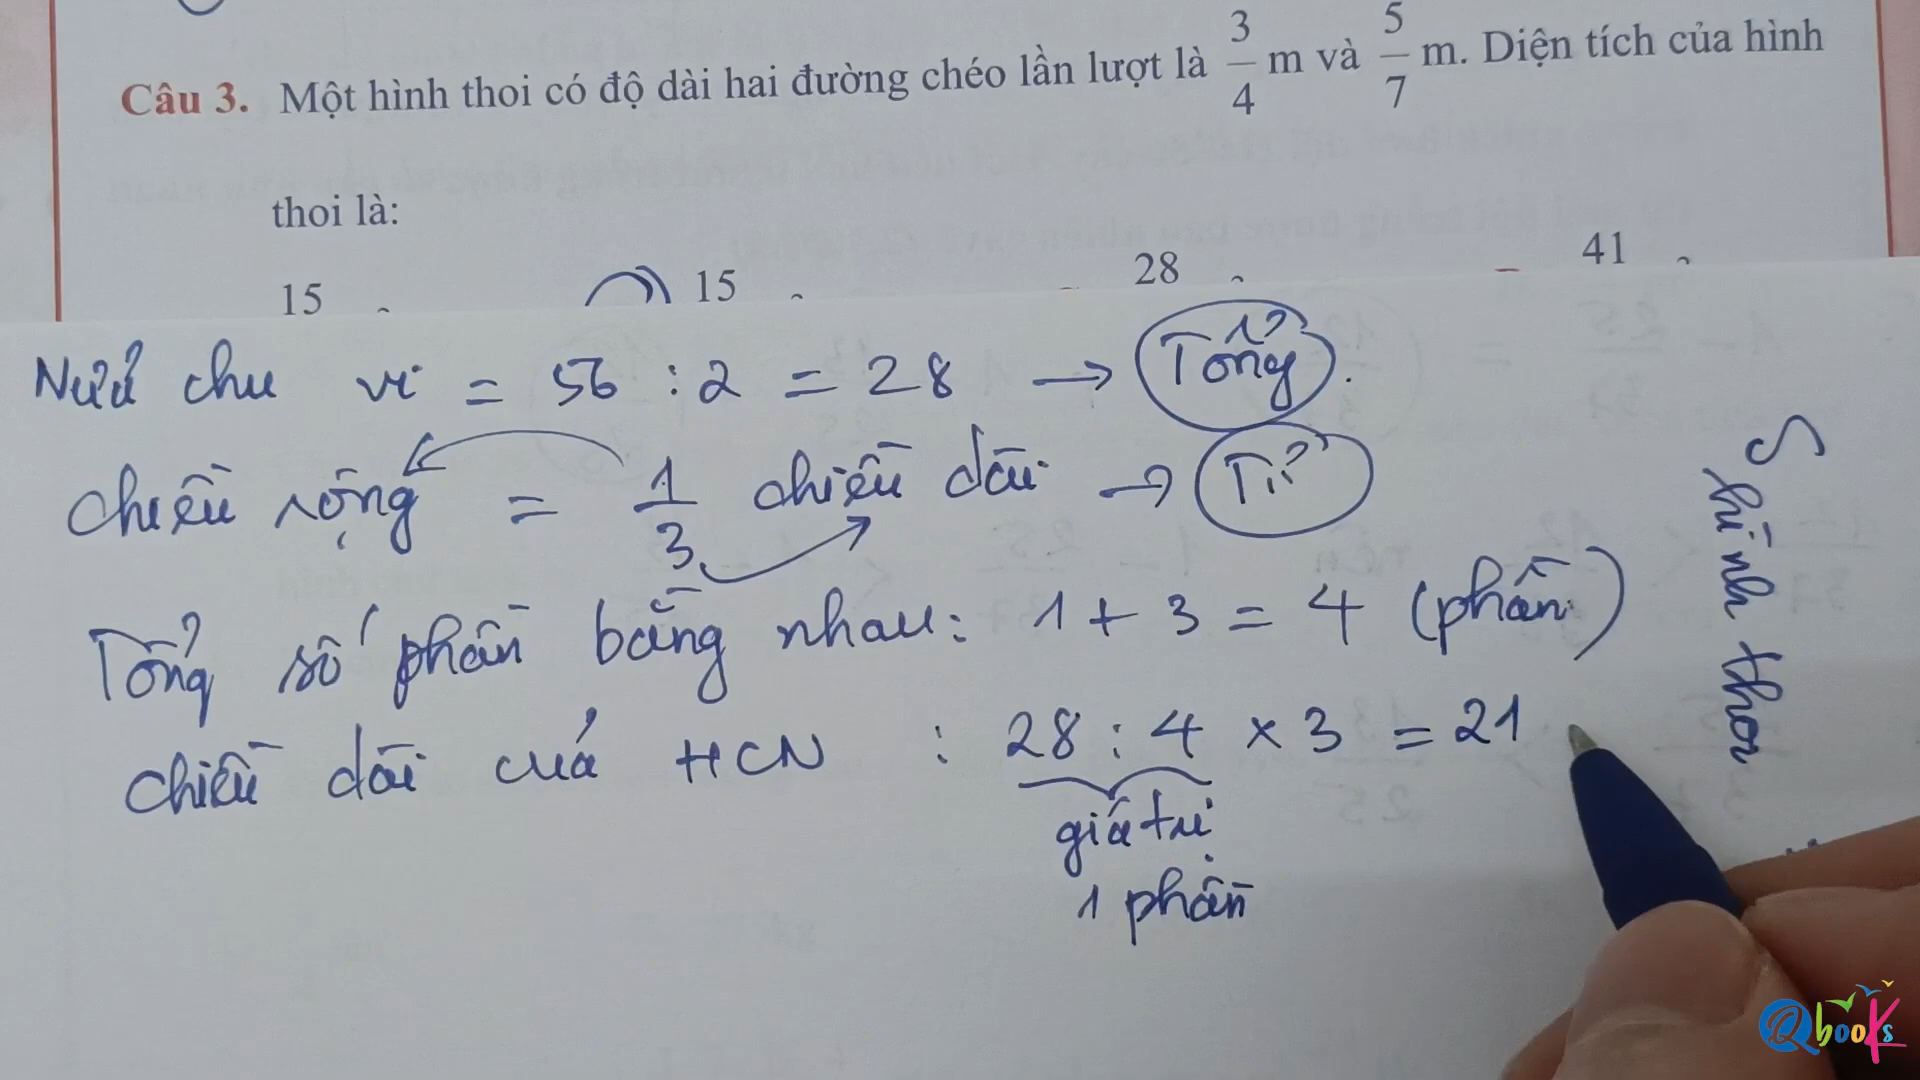 Câu 3. Một hình thoi có độ dài hai đường chéo lần lượt là 3/4 m và 5/7 m. Diện tích của hình
thoi là:
15 15 28 41
Nửa chu vi = 56 : 2 = 28 → Tổng.
chiều rộng = 1/3 chiều dài → Tỉ
Tổng số phần bằng nhau: 1 + 3 = 4 (phần)
chiều dài của HCN : 28 : 4 × 3 = 21
giá trị
1 phần
S hình thoi
Qbooks